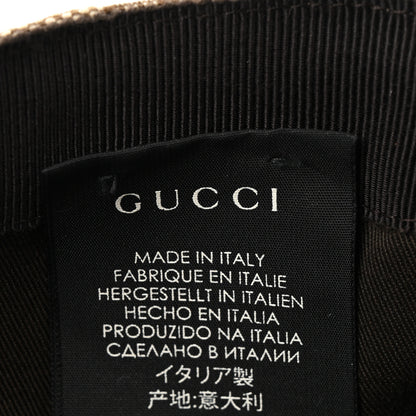 GUCCI
MADE IN ITALY
FABRIQUE EN ITALIE
HERGESTELLT IN ITALIEN
HECHO EN ITALIA
PRODUZIDO NA ITALIA
СДЕЛАНО В ИТАЛИИ
イタリア製
产地:意大利